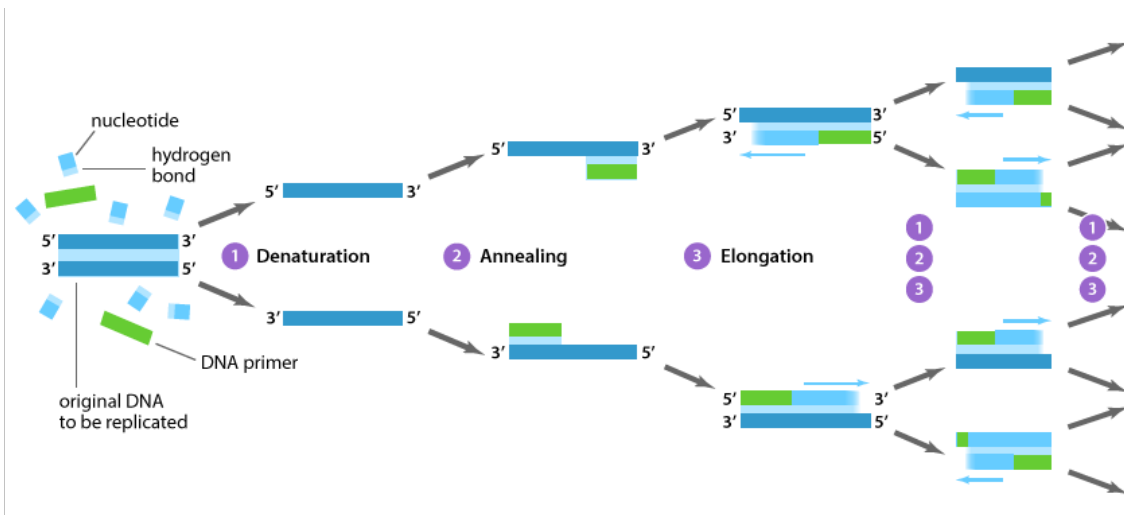 nucleotide
hydrogen
bond
5’ 3’
3’ 5’
DNA primer
original DNA
to be replicated
5’ 3’
1 Denaturation
3’ 5’
5’ 3’
2 Annealing
3’ 5’
5’ 3’
3’ 5’
3 Elongation
5’ 3’
3’ 5’
1
2
3
1
2
3